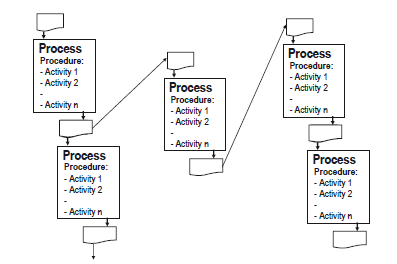 Process
Procedure:
- Activity 1
- Activity 2
-
- Activity n
Process
Procedure:
- Activity 1
- Activity 2
-
- Activity n
Process
Procedure:
- Activity 1
- Activity 2
-
- Activity n
Process
Procedure:
- Activity 1
- Activity 2
-
- Activity n
Process
Procedure:
- Activity 1
- Activity 2
-
- Activity n